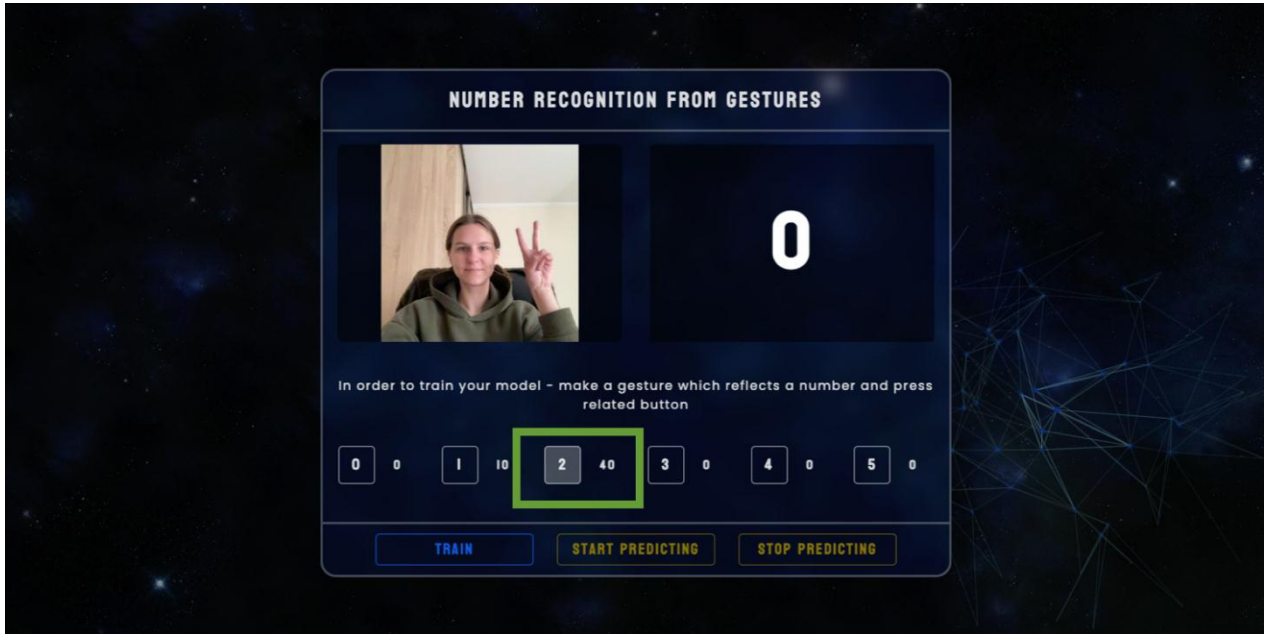 NUMBER RECOGNITION FROM GESTURES
0
In order to train your model - make a gesture which reflects a number and press
related button
0 0 1 10 2 40 3 0 4 0 5 0
TRAIN START PREDICTING STOP PREDICTING